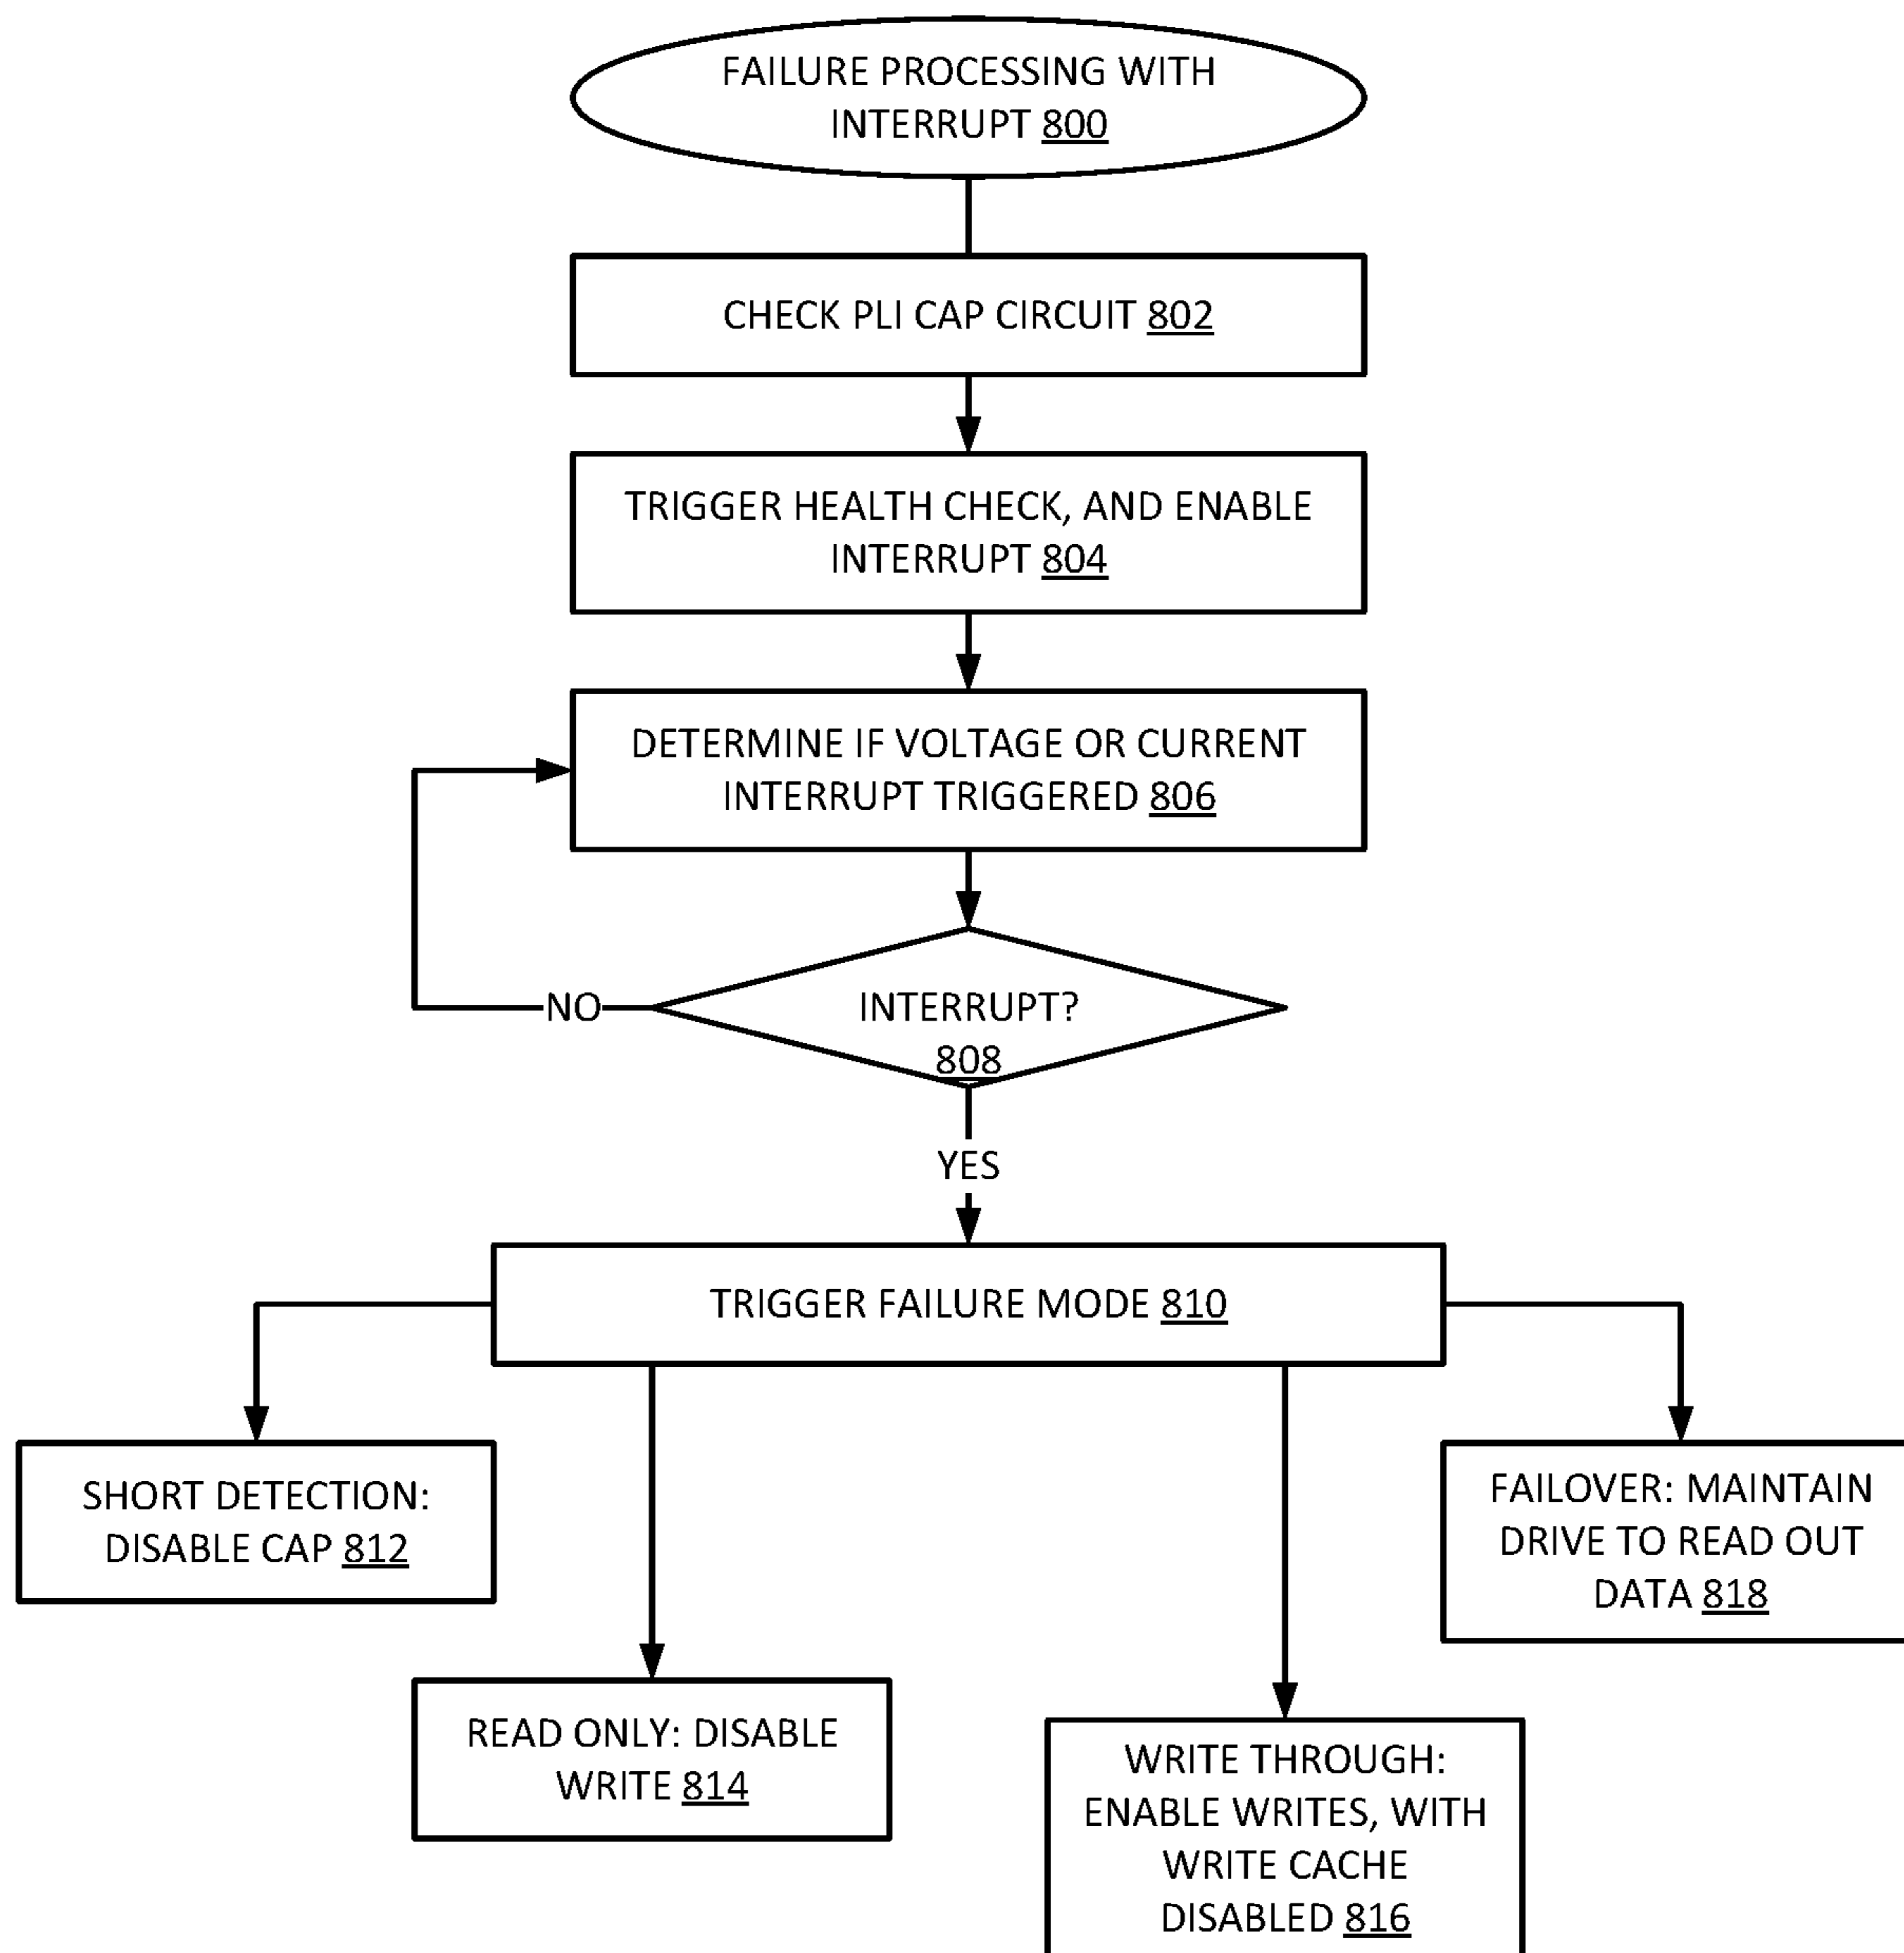 FAILURE PROCESSING WITH
INTERRUPT 800
CHECK PLI CAP CIRCUIT 802
TRIGGER HEALTH CHECK, AND ENABLE
INTERRUPT 804
DETERMINE IF VOLTAGE OR CURRENT
INTERRUPT TRIGGERED 806
INTERRUPT?
808
NO
YES
TRIGGER FAILURE MODE 810
SHORT DETECTION:
DISABLE CAP 812
READ ONLY: DISABLE
WRITE 814
WRITE THROUGH:
ENABLE WRITES, WITH
WRITE CACHE
DISABLED 816
FAILOVER: MAINTAIN
DRIVE TO READ OUT
DATA 818